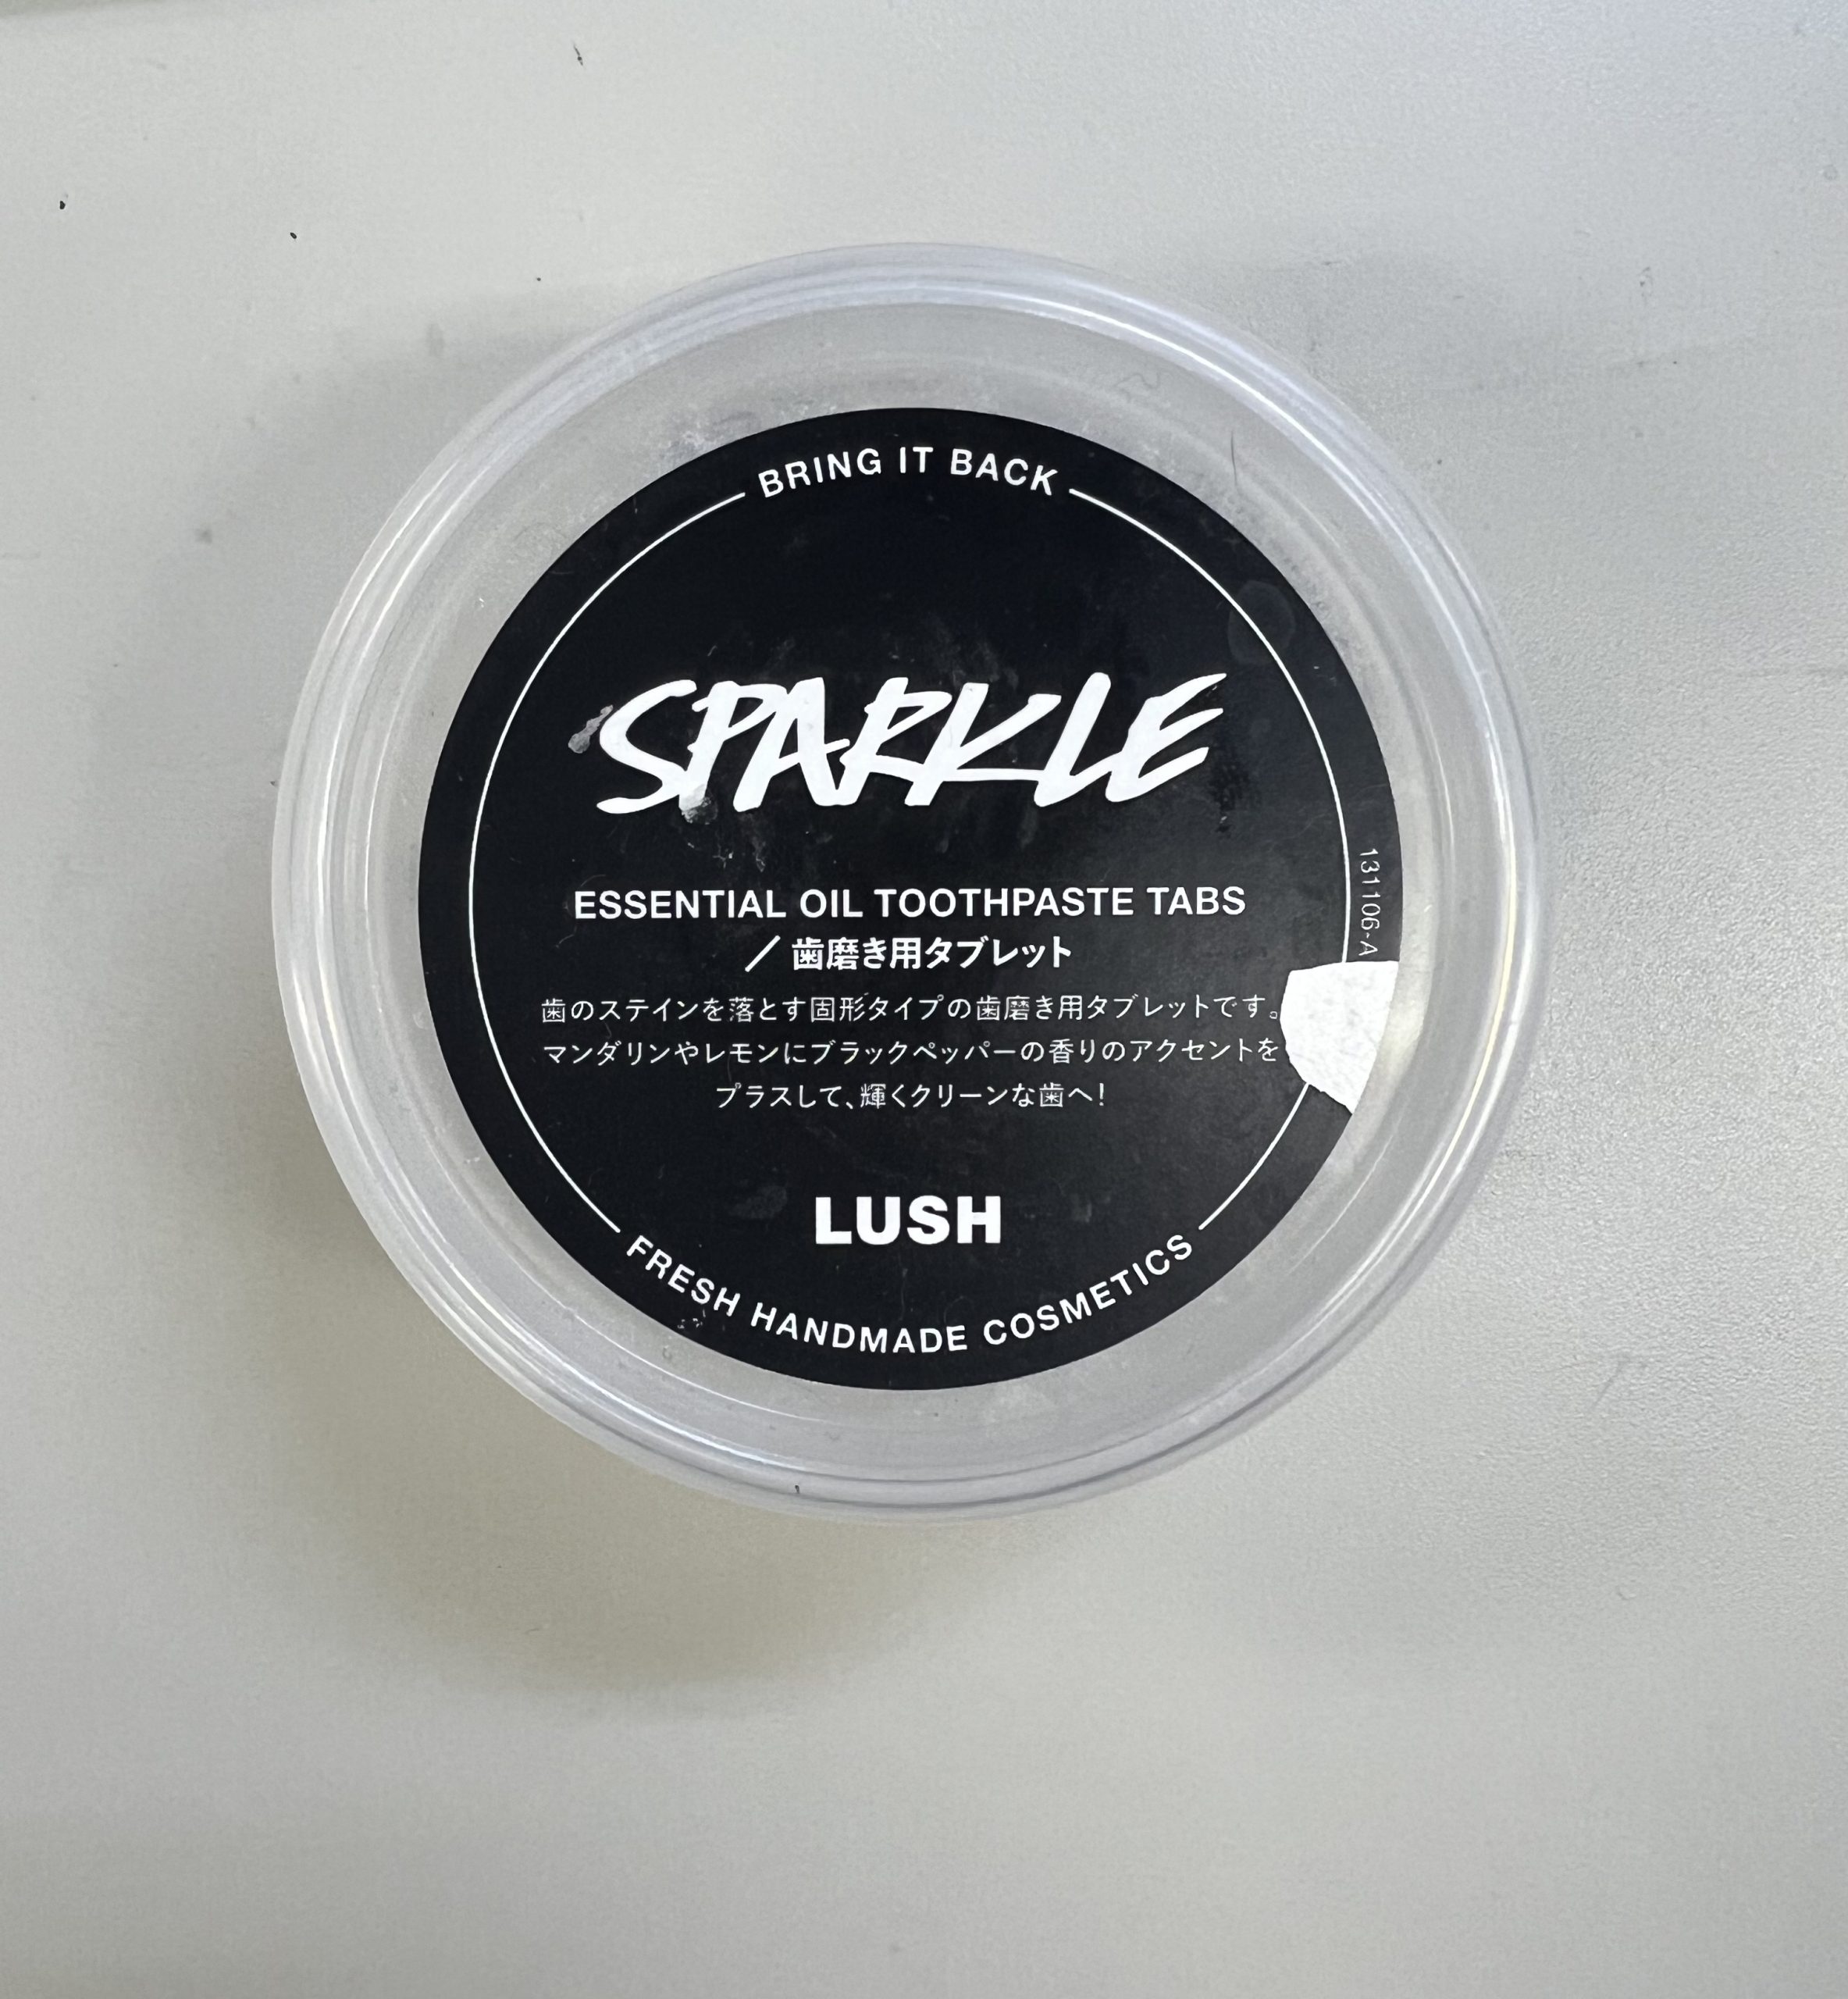 BRING IT BACK
SPARKLE
ESSENTIAL OIL TOOTHPASTE TABS
／歯磨き用タブレット
歯のステインを落とす固形タイプの歯磨き用タブレットです。
マンダリンやレモンにブラックペッパーの香りのアクセントを
プラスして、輝くクリーンな歯へ！
131106-A
LUSH
FRESH HANDMADE COSMETICS